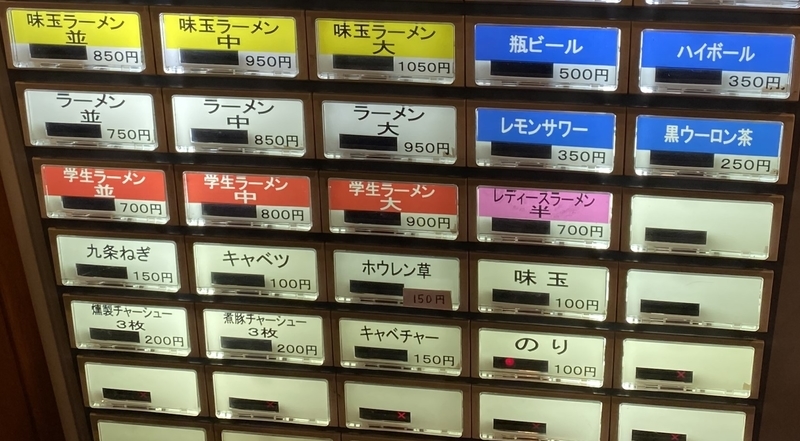 味玉ラーメン
並
850円
味玉ラーメン
中
950円
味玉ラーメン
大
1050円
瓶ビール
500円
ハイボール
350円
ラーメン
並
750円
ラーメン
中
850円
ラーメン
大
950円
レモンサワー
350円
黒ウーロン茶
250円
学生ラーメン
並
700円
学生ラーメン
中
800円
学生ラーメン
大
900円
レディースラーメン
半
700円
九条ねぎ
150円
キャベツ
100円
ホウレン草
150円
味玉
100円
燻製チャーシュー
3枚
200円
煮豚チャーシュー
3枚
200円
キャベチャー
150円
のり
100円